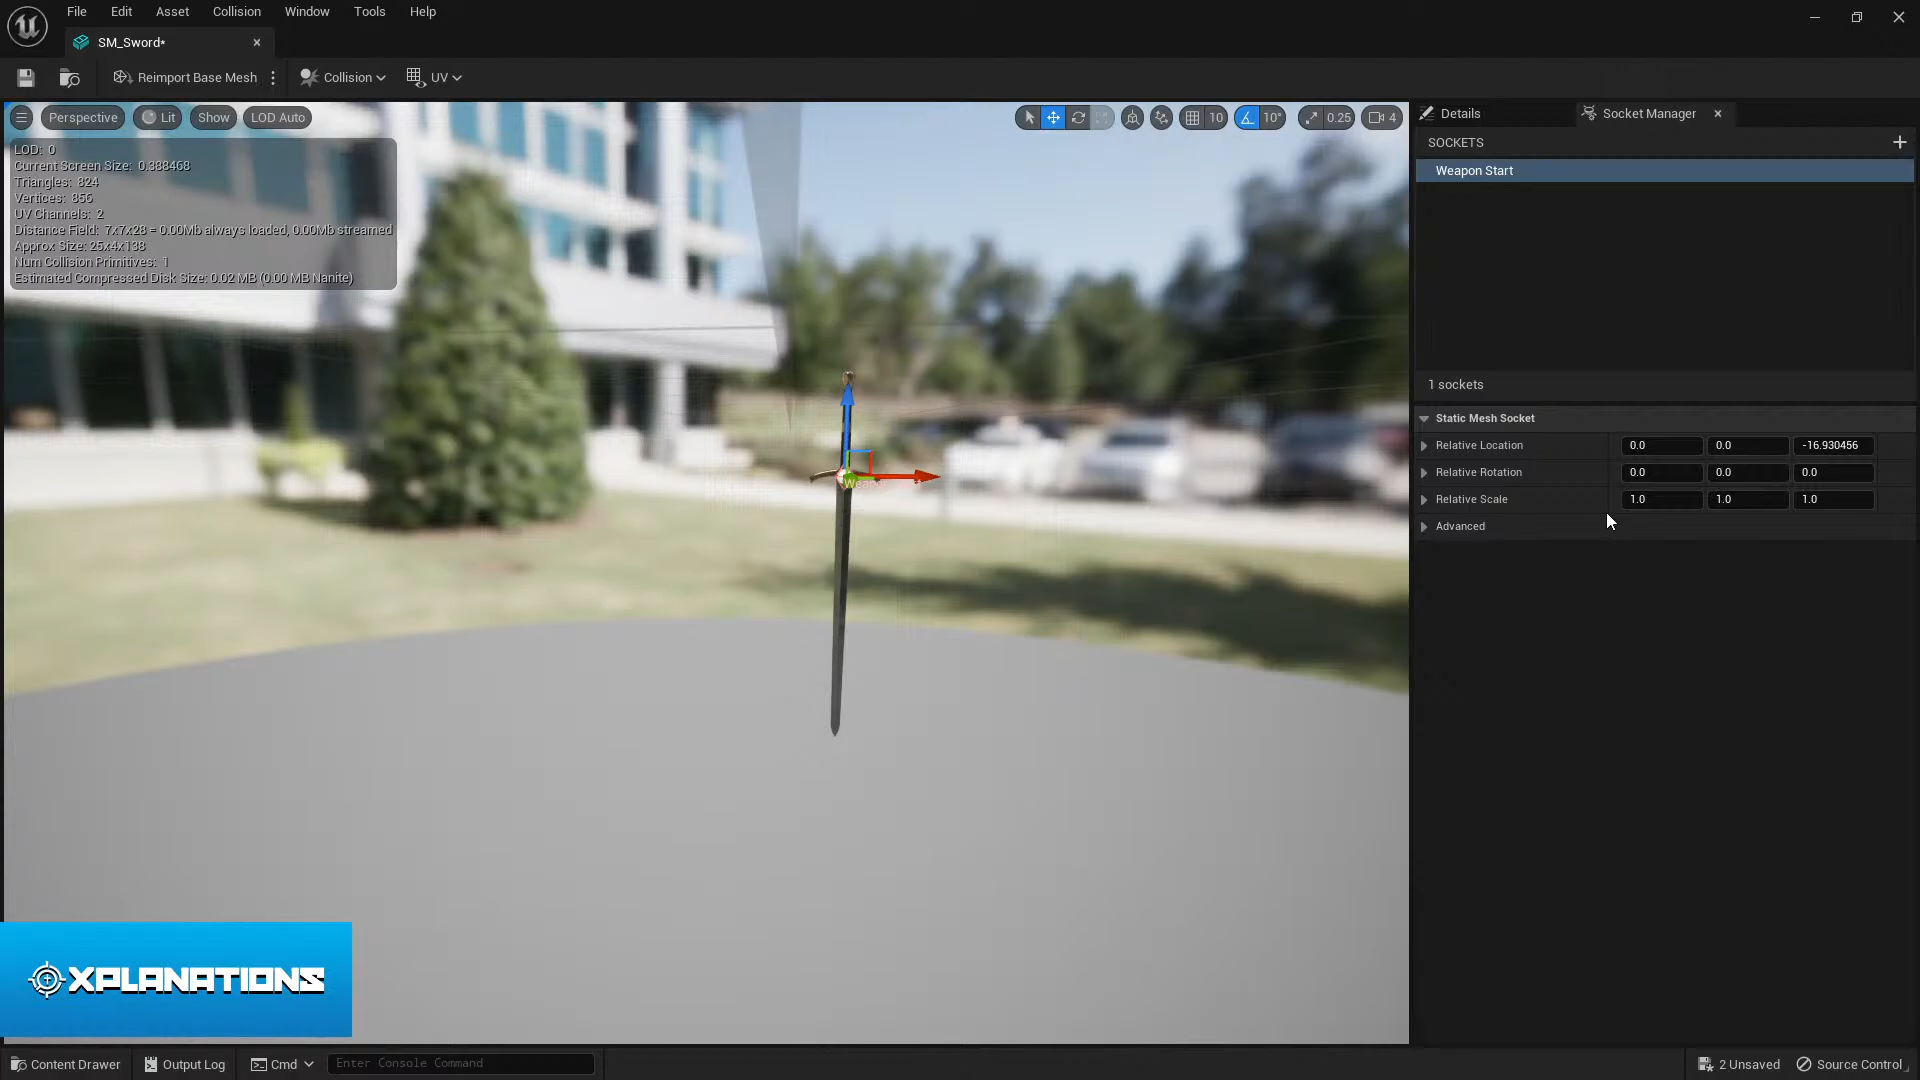 File Edit Asset Collision Window Tools Help
SM_Sword*
Reimport Base Mesh Collision UV
Perspective Lit Show LOD Auto 10 10° 0.25 4
LOD: 0
Current Screen Size: 0.388468
Triangles: 824
Vertices: 856
UV Channels: 2
Distance Field: 7x7x28 = 0.00Mb always loaded, 0.00Mb streamed
Approx Size: 25x4x138
Num Collision Primitives: 1
Estimated Compressed Disk Size: 0.02 MB (0.00 MB Nanite)
Details Socket Manager
SOCKETS
Weapon Start
1 sockets
Static Mesh Socket
Relative Location 0.0 0.0 -16.930456
Relative Rotation 0.0 0.0 0.0
Relative Scale 1.0 1.0 1.0
Advanced
XPLANATIONS
Content Drawer Output Log Cmd Enter Console Command 2 Unsaved Source Control